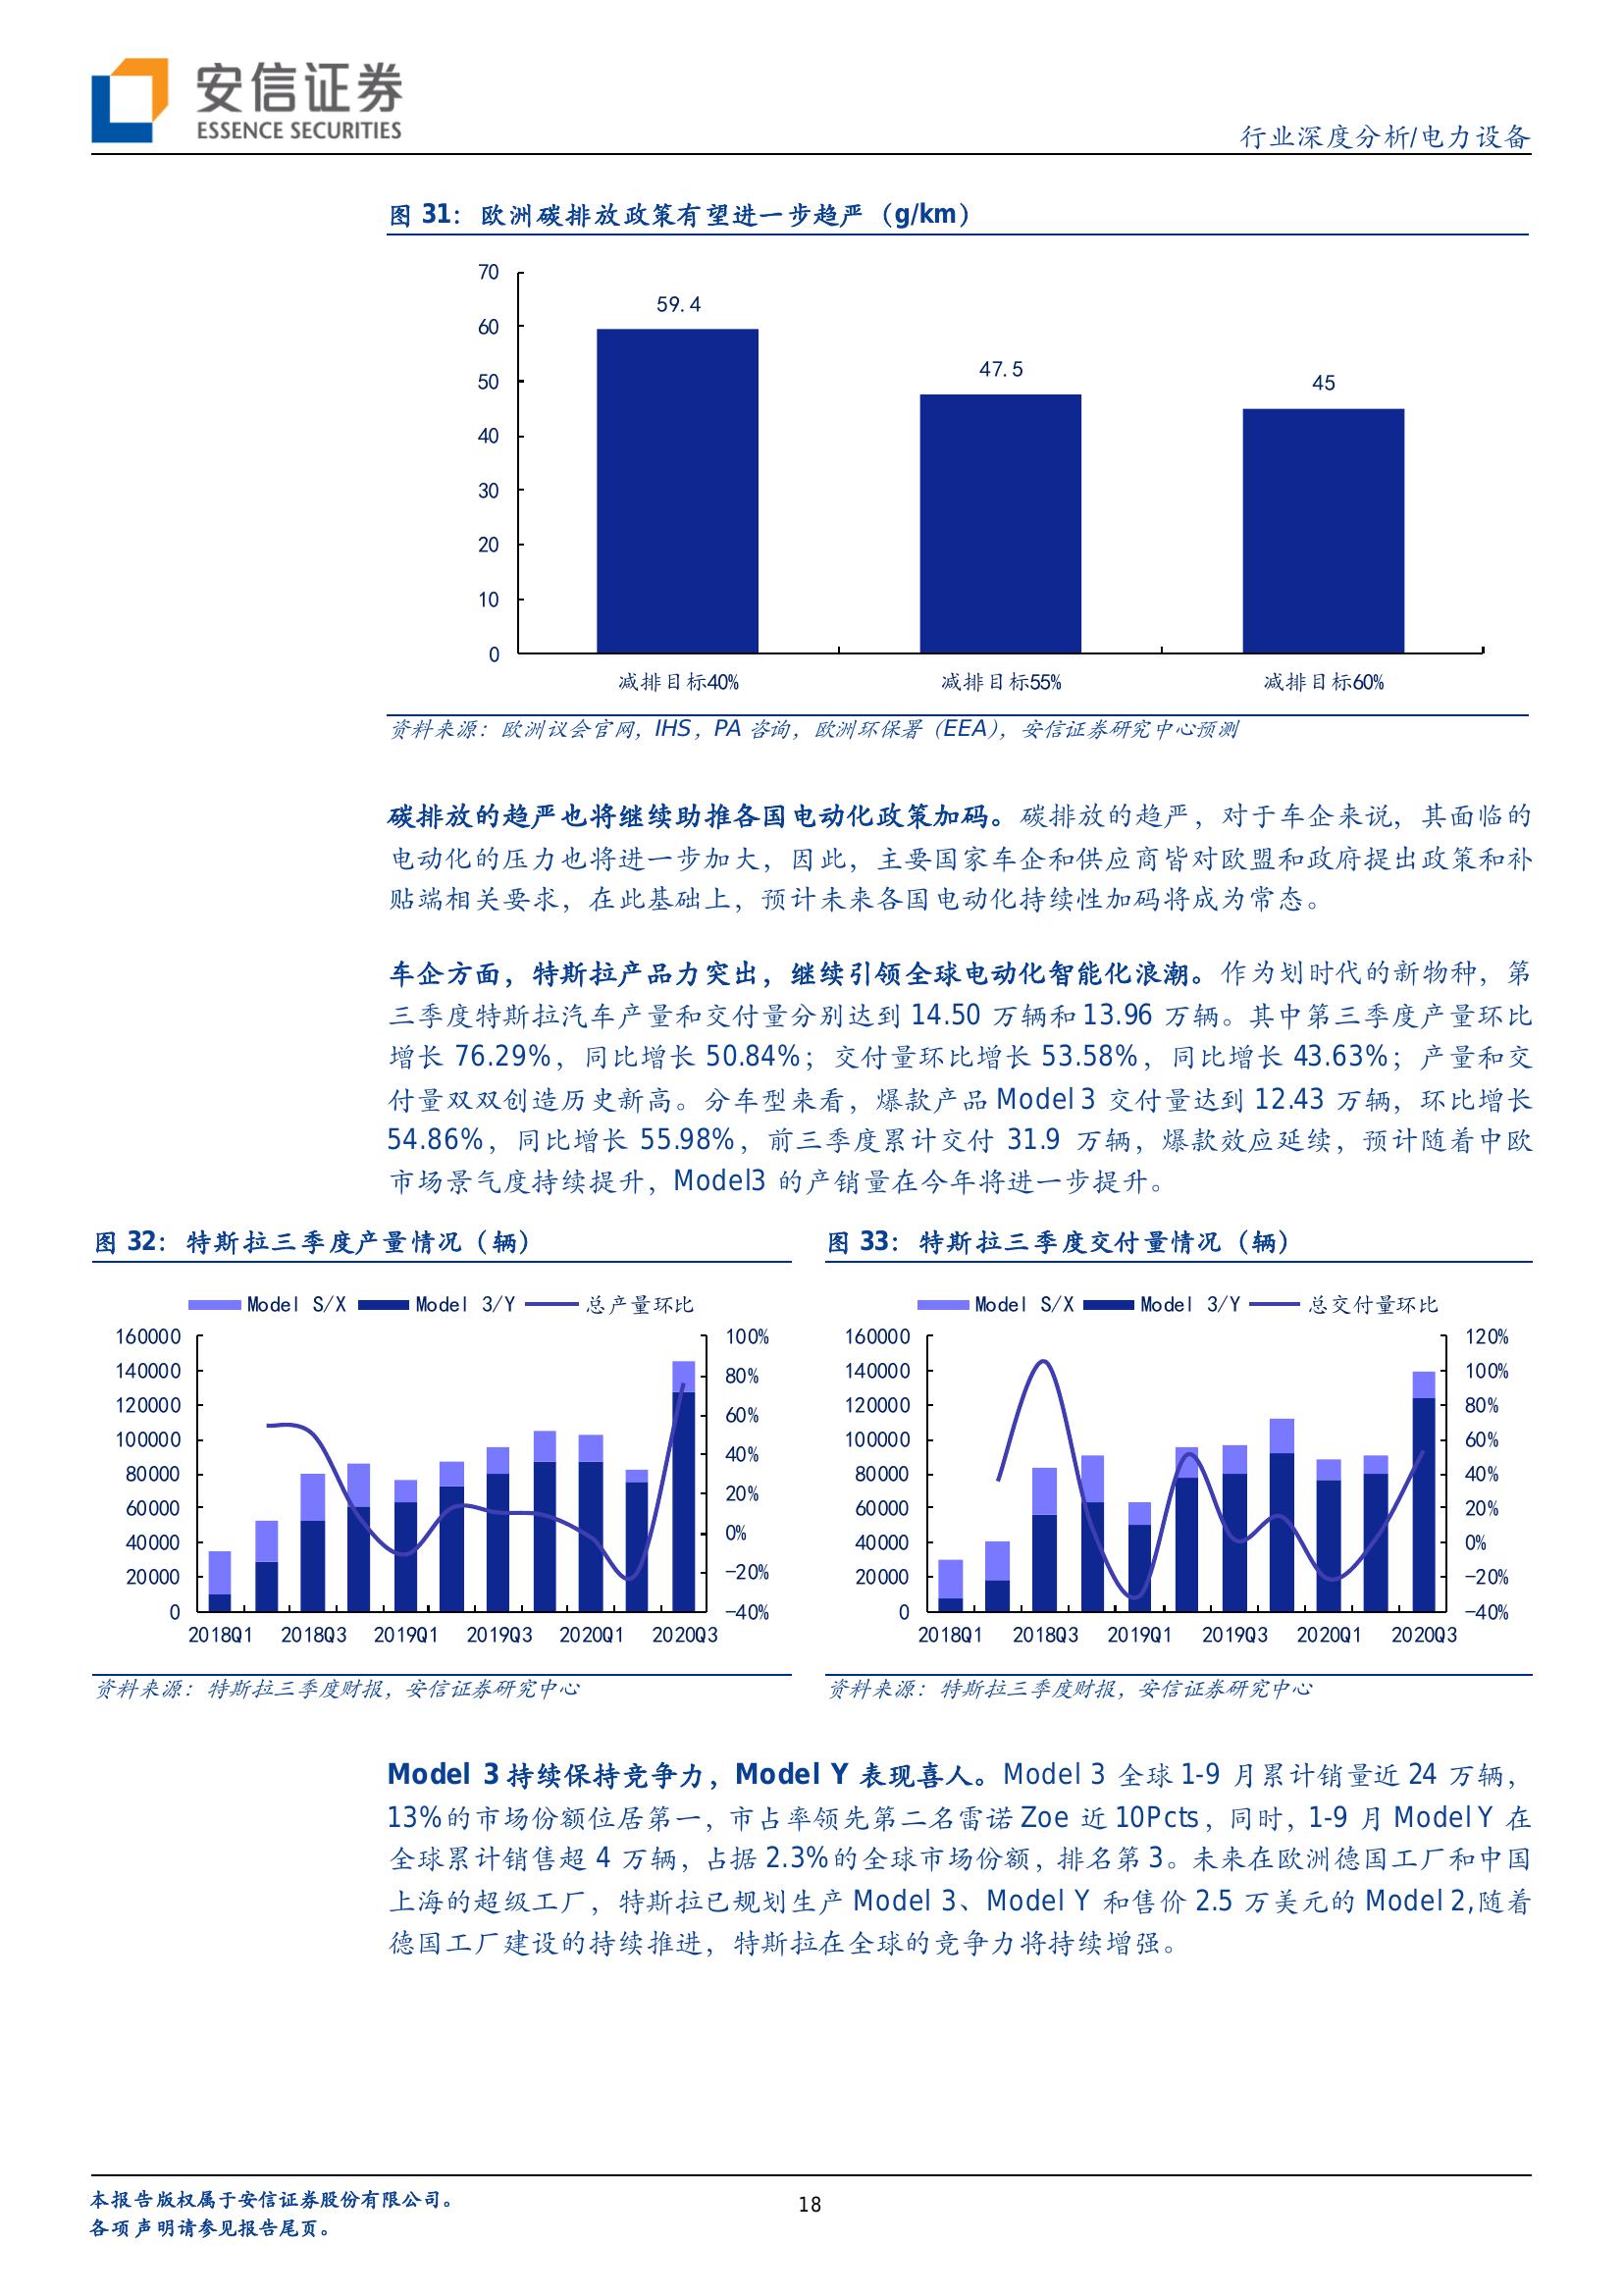 安信证券
ESSENCE SECURITIES
行业深度分析/电力设备
图 31：欧洲碳排放政策有望进一步趋严（g/km）
70
60
50
40
30
20
10
0
59.4
47.5
45
减排目标40%
减排目标55%
减排目标60%
资料来源：欧洲议会官网，IHS，PA 咨询，欧洲环保署（EEA），安信证券研究中心预测
碳排放的趋严也将继续助推各国电动化政策加码。碳排放的趋严，对于车企来说，其面临的
电动化的压力也将进一步加大，因此，主要国家车企和供应商皆对欧盟和政府提出政策和补
贴端相关要求，在此基础上，预计未来各国电动化持续性加码将成为常态。
车企方面，特斯拉产品力突出，继续引领全球电动化智能化浪潮。作为划时代的新物种，第
三季度特斯拉汽车产量和交付量分别达到 14.50 万辆和 13.96 万辆。其中第三季度产量环比
增长 76.29%，同比增长 50.84%；交付量环比增长 53.58%，同比增长 43.63%；产量和交
付量双双创造历史新高。分车型来看，爆款产品 Model 3 交付量达到 12.43 万辆，环比增长
54.86%，同比增长 55.98%，前三季度累计交付 31.9 万辆，爆款效应延续，预计随着中欧
市场景气度持续提升，Model3 的产销量在今年将进一步提升。
图 32：特斯拉三季度产量情况（辆）
Model S/X Model 3/Y 总产量环比
160000
140000
120000
100000
80000
60000
40000
20000
0
100%
80%
60%
40%
20%
0%
-20%
-40%
2018Q1 2018Q3 2019Q1 2019Q3 2020Q1 2020Q3
资料来源：特斯拉三季度财报，安信证券研究中心
图 33：特斯拉三季度交付量情况（辆）
Model S/X Model 3/Y 总交付量环比
160000
140000
120000
100000
80000
60000
40000
20000
0
120%
100%
80%
60%
40%
20%
0%
-20%
-40%
2018Q1 2018Q3 2019Q1 2019Q3 2020Q1 2020Q3
资料来源：特斯拉三季度财报，安信证券研究中心
Model 3 持续保持竞争力，Model Y 表现喜人。Model 3 全球 1-9 月累计销量近 24 万辆，
13%的市场份额位居第一，市占率领先第二名雷诺 Zoe 近 10Pcts，同时，1-9 月 Model Y 在
全球累计销售超 4 万辆，占据 2.3%的全球市场份额，排名第 3。未来在欧洲德国工厂和中国
上海的超级工厂，特斯拉已规划生产 Model 3、Model Y 和售价 2.5 万美元的 Model 2,随着
德国工厂建设的持续推进，特斯拉在全球的竞争力将持续增强。
本报告版权属于安信证券股份有限公司。
各项声明请参见报告尾页。
18